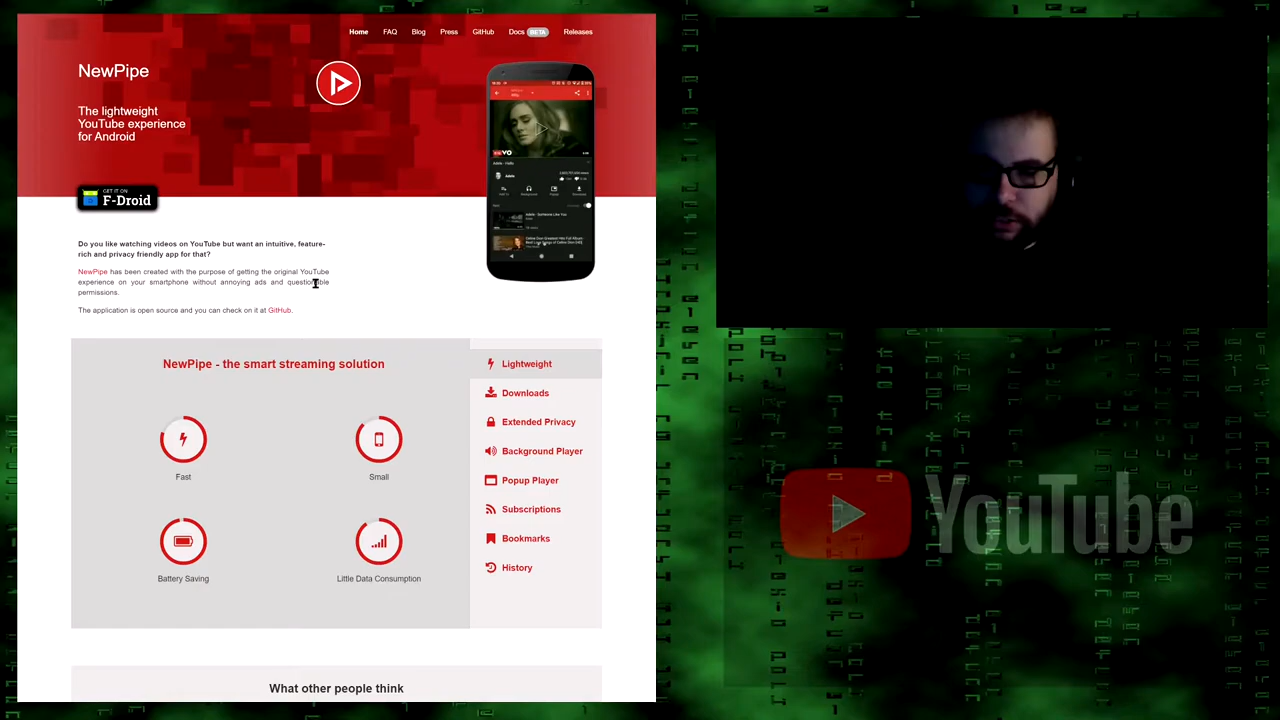 Home FAQ Blog Press GitHub Docs BETA Releases
NewPipe
The lightweight
YouTube experience
for Android
GET IT ON
F-Droid
Do you like watching videos on YouTube but want an intuitive, feature-
rich and privacy friendly app for that?
NewPipe has been created with the purpose of getting the original YouTube
experience on your smartphone without annoying ads and questionable
permissions.
The application is open source and you can check on it at GitHub.
NewPipe - the smart streaming solution
Fast
Small
Battery Saving
Little Data Consumption
Lightweight
Downloads
Extended Privacy
Background Player
Popup Player
Subscriptions
Bookmarks
History
What other people think
YouTube